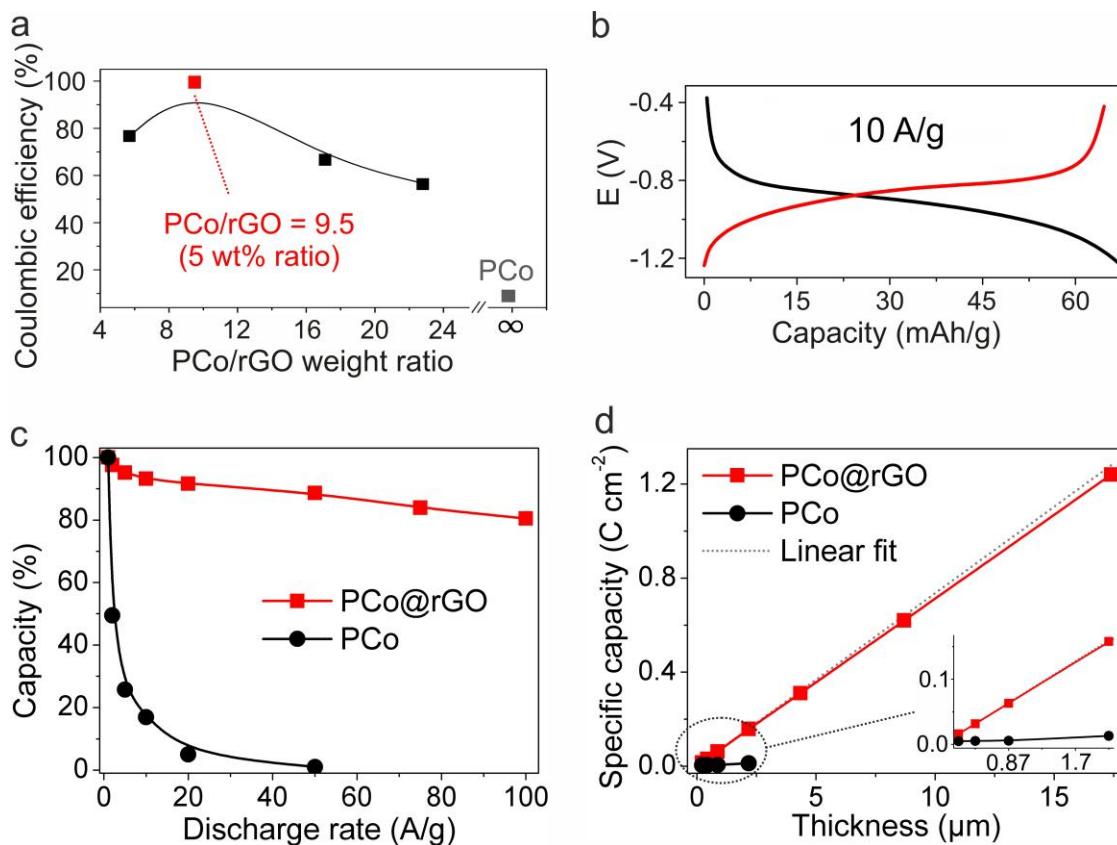 a
Coulombic efficiency (%)
100
80
60
40
20
PCo/rGO = 9.5
(5 wt% ratio)
PCo
4
8
12
16
20
24
//
∞
PCo/rGO weight ratio
b
E (V)
-0.4
-0.8
-1.2
10 A/g
0
15
30
45
60
Capacity (mAh/g)
c
Capacity (%)
100
80
60
40
20
0
PCo@rGO
PCo
0
20
40
60
80
100
Discharge rate (A/g)
d
Specific capacity (C cm⁻²)
1.2
0.8
0.4
0.0
PCo@rGO
PCo
Linear fit
0.1
0.0
0.87
1.7
0
5
10
15
Thickness (µm)